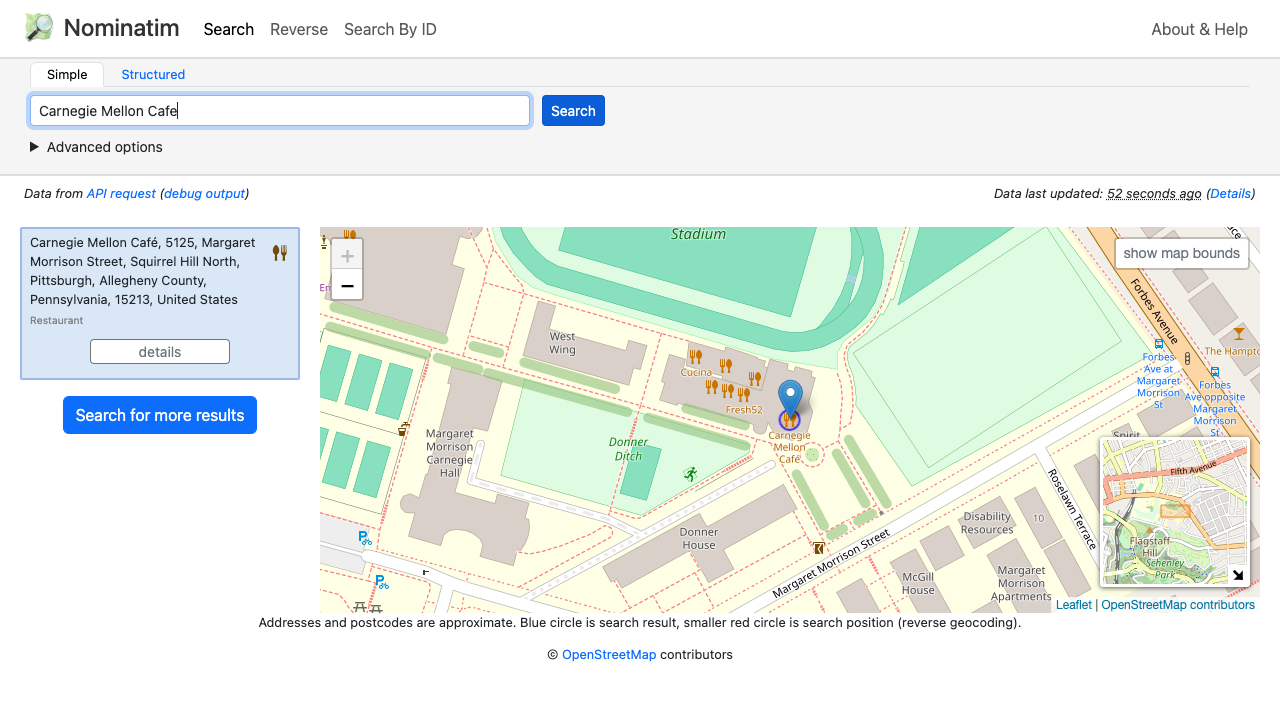 Nominatim
Search
Reverse
Search By ID
About & Help
Simple
Structured
Carnegie Mellon Cafe
Search
Advanced options
Data from API request (debug output)
Data last updated: 52 seconds ago (Details)
Carnegie Mellon Café, 5125, Margaret
Morrison Street, Squirrel Hill North,
Pittsburgh, Allegheny County,
Pennsylvania, 15213, United States
Restaurant
details
Search for more results
+
−
show map bounds
Stadium
West
Wing
Cucina
Fresh52
Carnegie
Mellon
Café
Margaret
Morrison
Carnegie
Hall
Donner
Ditch
Donner
House
Margaret Morrison Street
Forbes Avenue
Forbes
Ave at
Margaret
Morrison
St
Forbes
Ave opposite
Margaret
Morrison
St
The Hampto
Spirit
Roselawn Terrace
Disability
Resources
10
McGill
House
Margaret
Morrison
Apartments
P
P
Fifth Avenue
Flagstaff
Hill
Schenley
Park
Leaflet | OpenStreetMap contributors
Addresses and postcodes are approximate. Blue circle is search result, smaller red circle is search position (reverse geocoding).
© OpenStreetMap contributors